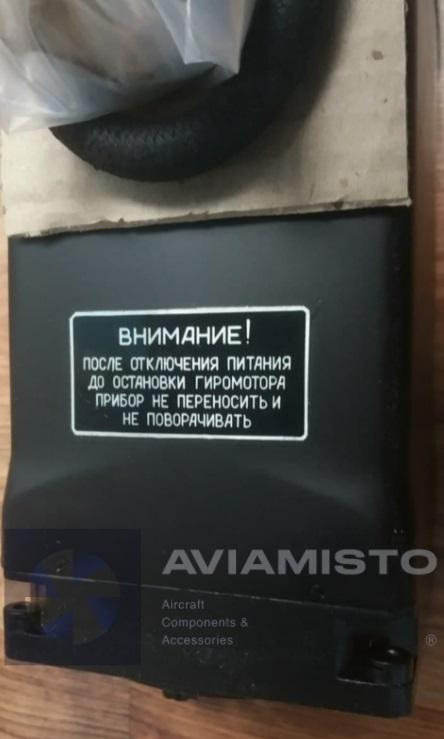 ВНИМАНИЕ!
ПОСЛЕ ОТКЛЮЧЕНИЯ ПИТАНИЯ
ДО ОСТАНОВКИ ГИРОМОТОРА
ПРИБОР НЕ ПЕРЕНОСИТЬ И
НЕ ПОВОРАЧИВАТЬ
AVIAMISTO
Aircraft
Components &
Accessories
®